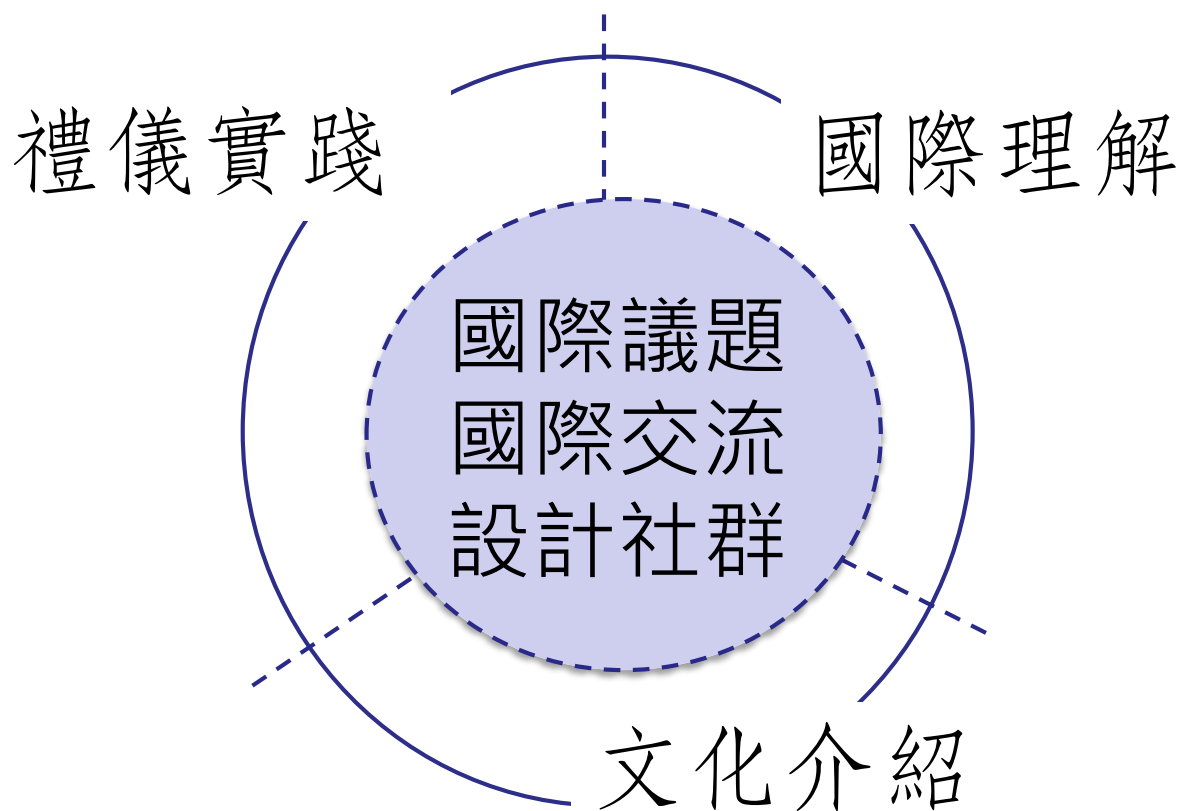 禮儀實踐
國際理解
國際議題
國際交流
設計社群
文化介紹